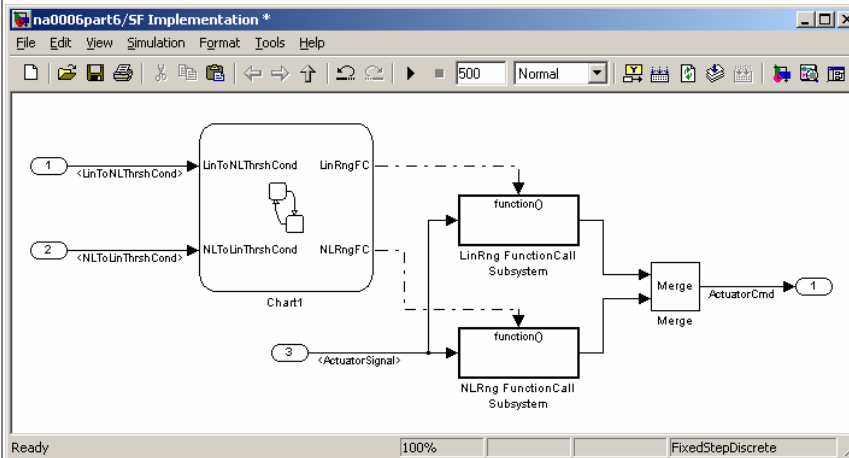 na0006part6/SF Implementation *
File Edit View Simulation Format Tools Help
500 Normal
1
<LinToNLThrshCond>
LinToNLThrshCond
LinRngFC
2
<NLToLinThrshCond>
NLToLinThrshCond
NLRngFC
Chart1
function()
LinRng FunctionCall
Subsystem
3
<ActuatorSignal>
function()
NLRng FunctionCall
Subsystem
Merge
Merge
ActuatorCmd
1
Ready 100% FixedStepDiscrete